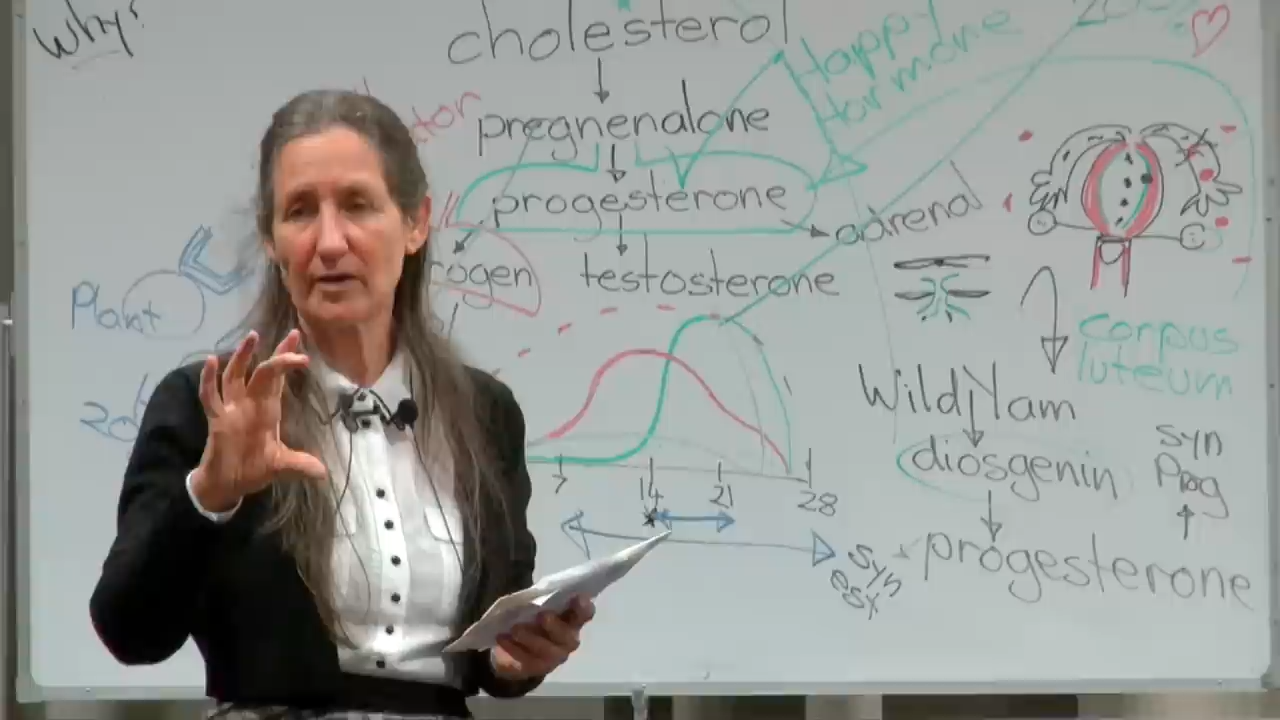 Why?
cholesterol
Happy
Hormone
pregnenalone
progesterone
adrenal
rogen
testosterone
Plant
corpus
luteum
Wild Yam
diosgenin
syn
Prog
7 14 21 28
progesterone